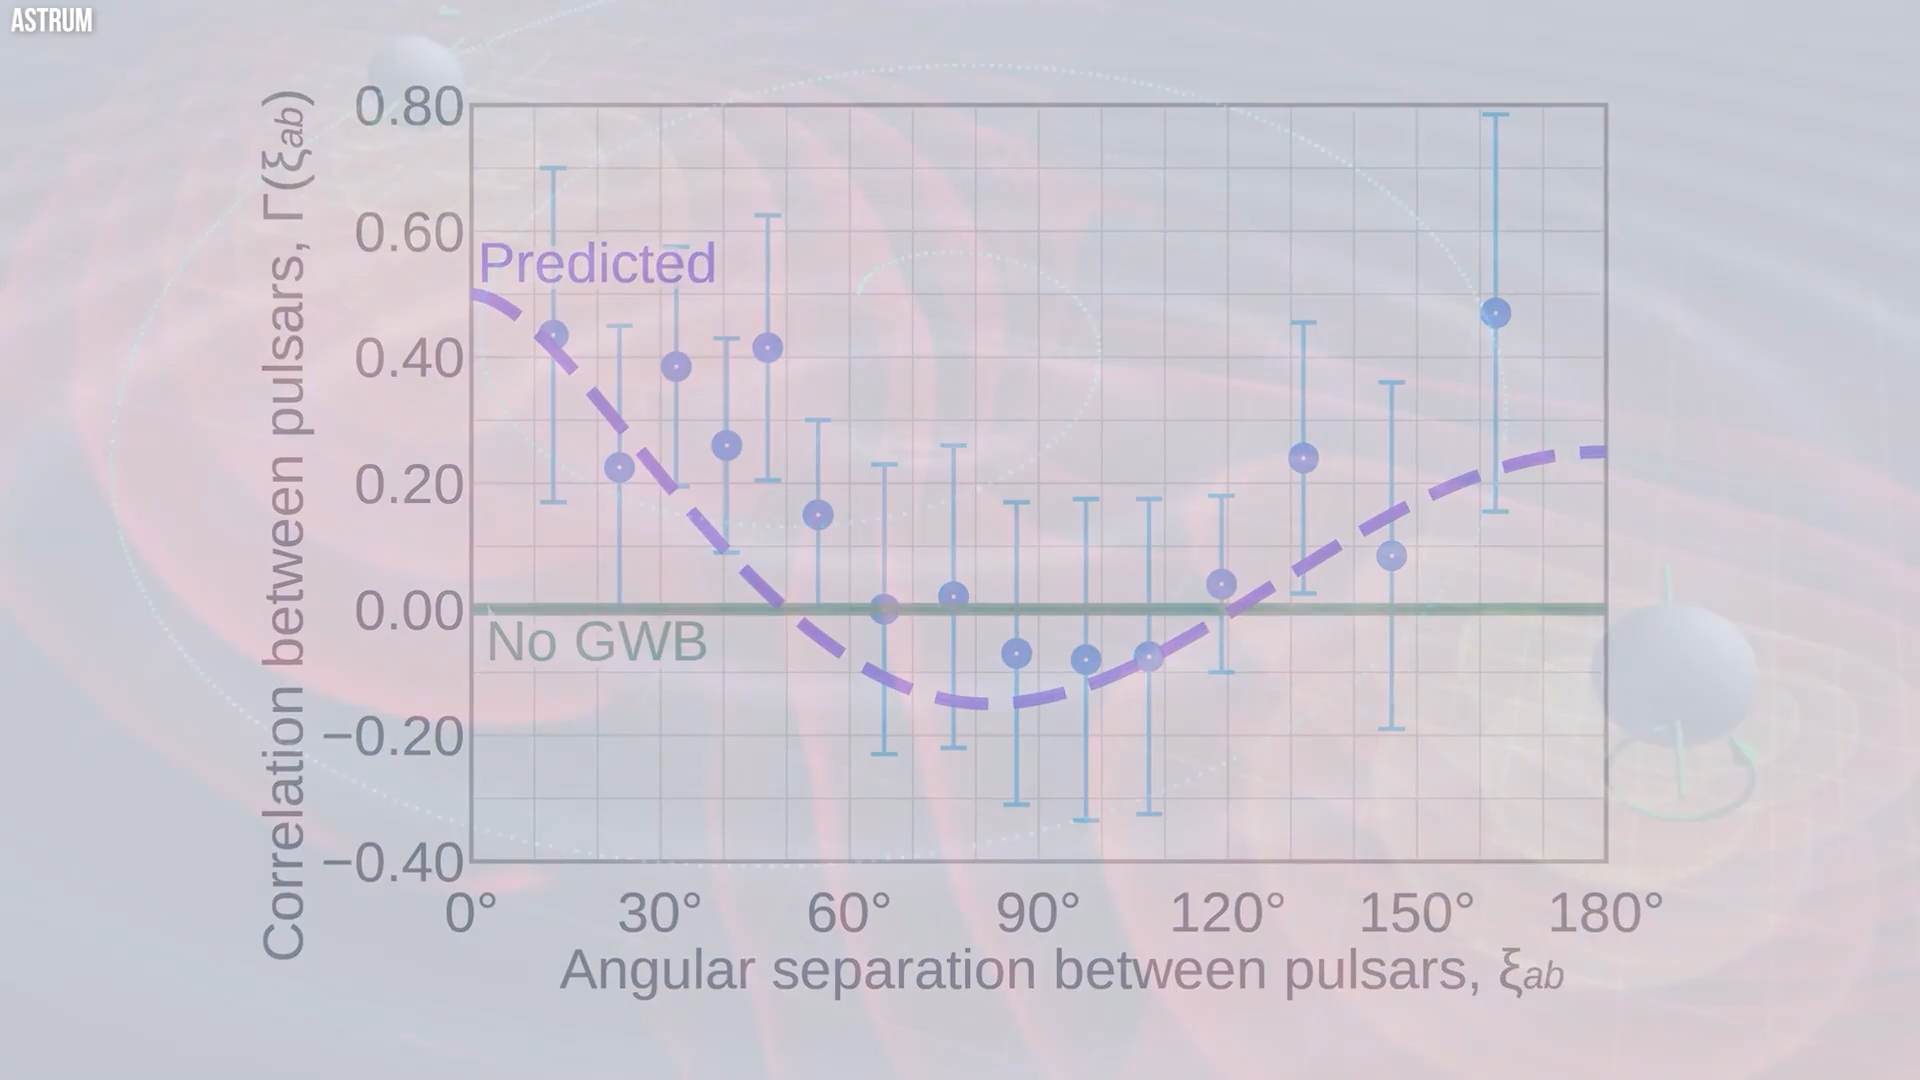 ASTRUM
Correlation between pulsars, Γ(ξab)
0.80
0.60
0.40
0.20
0.00
−0.20
−0.40
Predicted
No GWB
0° 30° 60° 90° 120° 150° 180°
Angular separation between pulsars, ξab